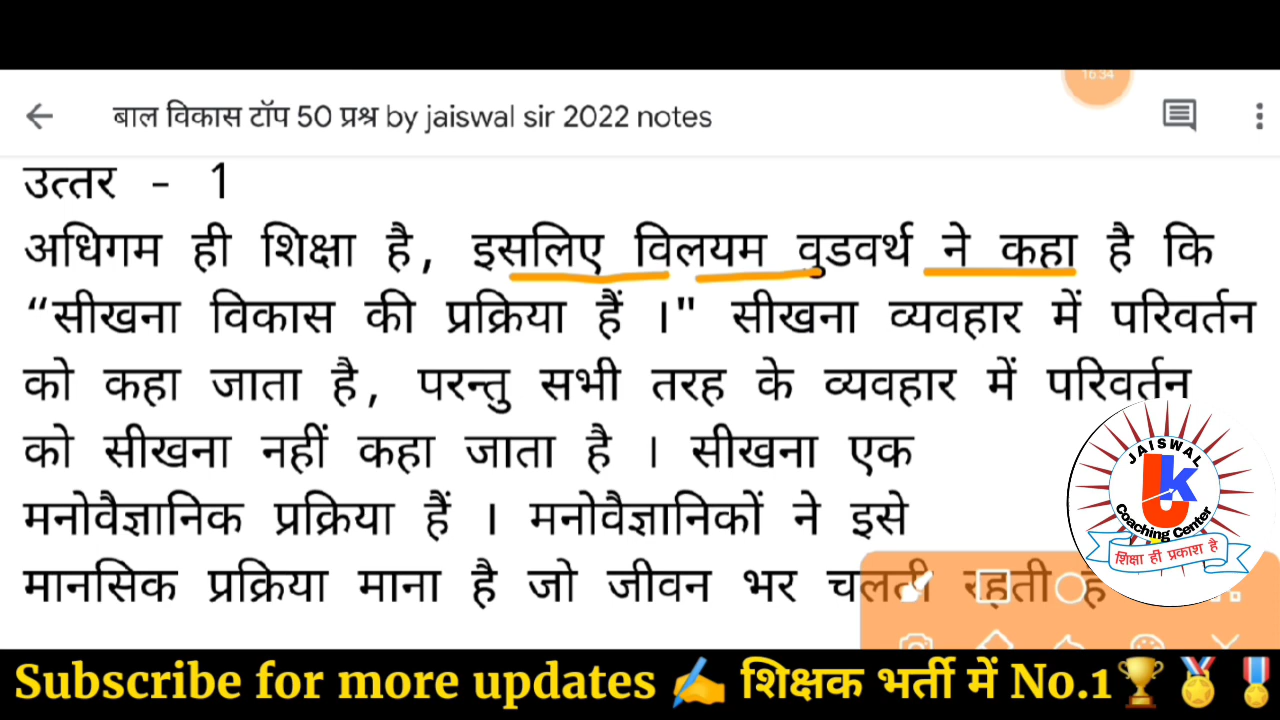 16:34
बाल विकास टॉप 50 प्रश्न by jaiswal sir 2022 notes
उत्तर - 1
अधिगम ही शिक्षा है, इसलिए विलयम वुडवर्थ ने कहा है कि
“सीखना विकास की प्रक्रिया हैं ।" सीखना व्यवहार में परिवर्तन
को कहा जाता है, परन्तु सभी तरह के व्यवहार में परिवर्तन
को सीखना नहीं कहा जाता है । सीखना एक
मनोवैज्ञानिक प्रक्रिया हैं । मनोवैज्ञानिकों ने इसे
मानसिक प्रक्रिया माना है जो जीवन भर चलती रहती है
JAISWAL
JK
Coaching Center
शिक्षा ही प्रकाश है
Subscribe for more updates ✍️ शिक्षक भर्ती में No.1🏆🏅🎖️